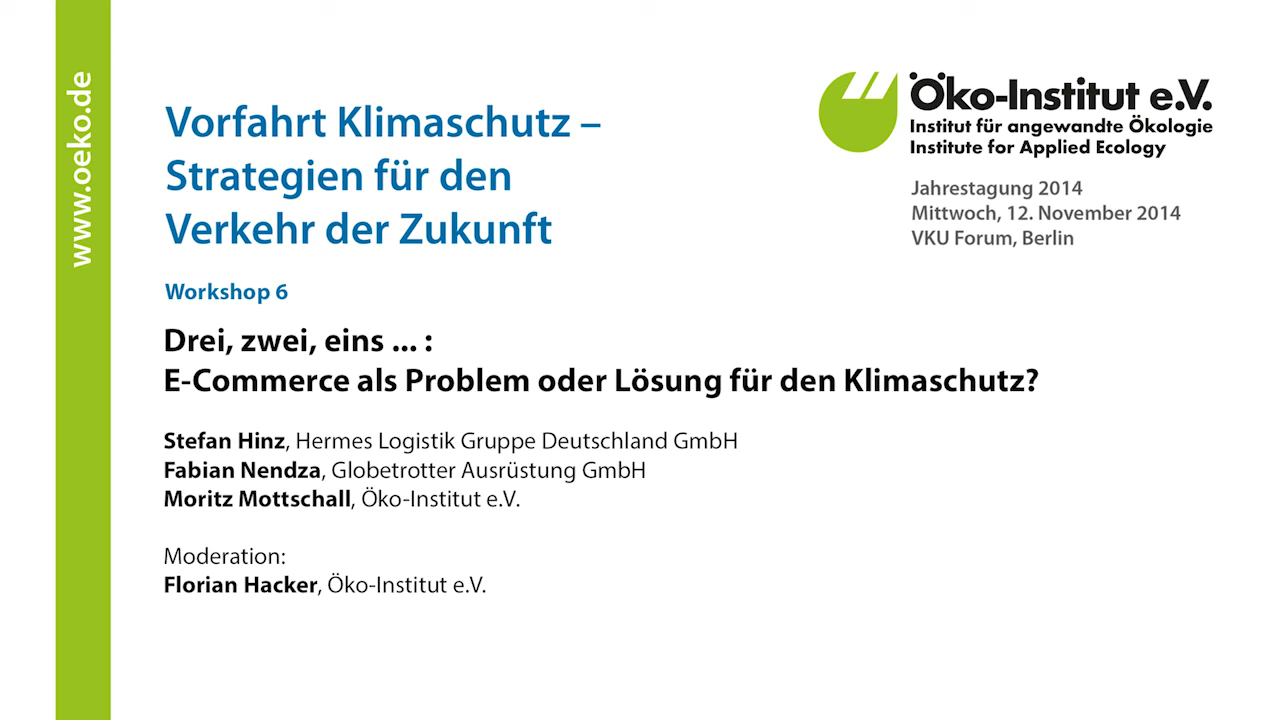 www.oeko.de
Vorfahrt Klimaschutz –
Strategien für den
Verkehr der Zukunft
Öko-Institut e.V.
Institut für angewandte Ökologie
Institute for Applied Ecology
Jahrestagung 2014
Mittwoch, 12. November 2014
VKU Forum, Berlin
Workshop 6
Drei, zwei, eins ... :
E-Commerce als Problem oder Lösung für den Klimaschutz?
Stefan Hinz, Hermes Logistik Gruppe Deutschland GmbH
Fabian Nendza, Globetrotter Ausrüstung GmbH
Moritz Mottschall, Öko-Institut e.V.
Moderation:
Florian Hacker, Öko-Institut e.V.